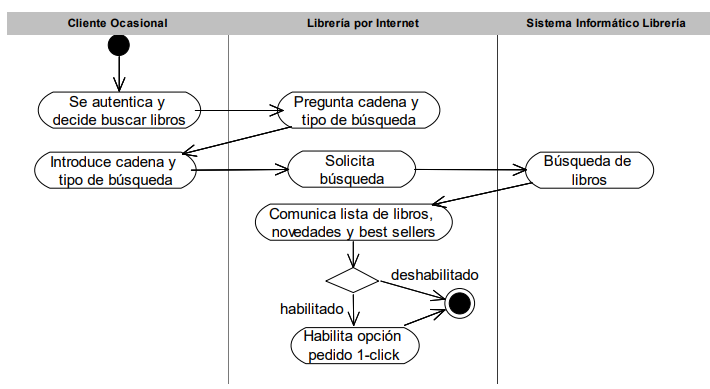 Cliente Ocasional
Librería por Internet
Sistema Informático Librería
Se autentica y
decide buscar libros
Pregunta cadena y
tipo de búsqueda
Introduce cadena y
tipo de búsqueda
Solicita
búsqueda
Búsqueda de
libros
Comunica lista de libros,
novedades y best sellers
deshabilitado
habilitado
Habilita opción
pedido 1-click